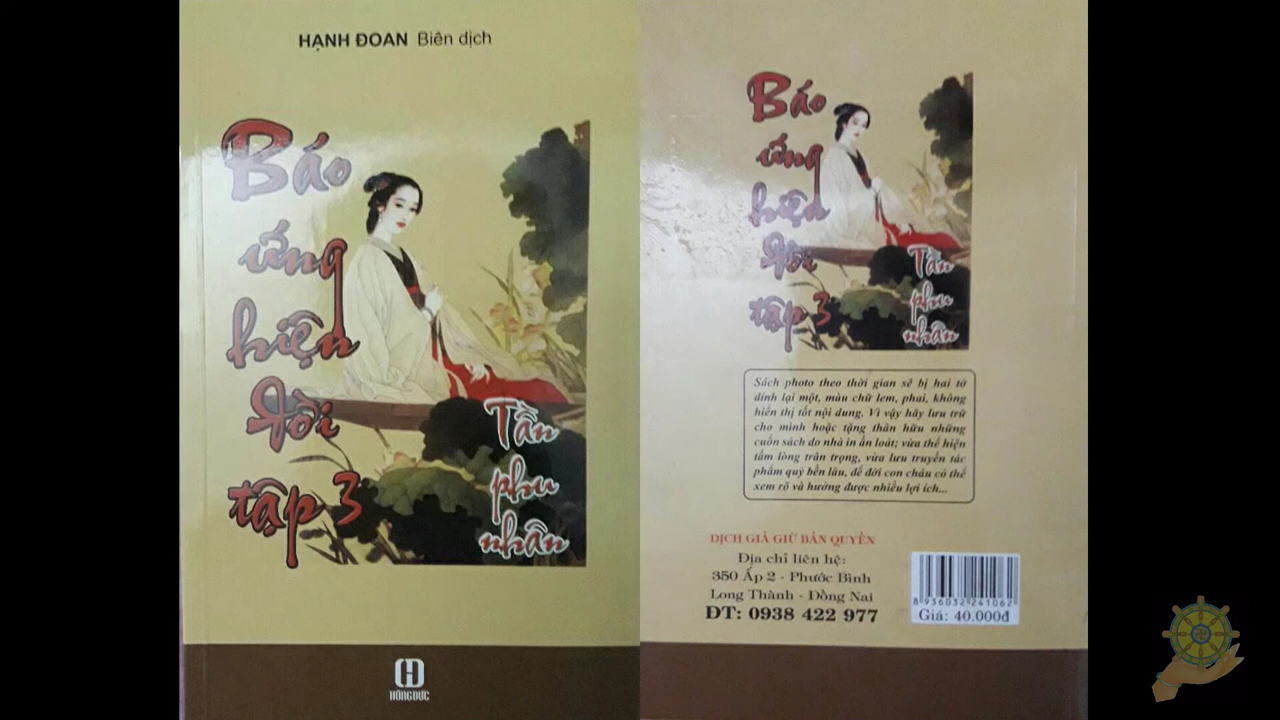 HẠNH ĐOAN Biên dịch
Báo
ứng
hiện
đời
tập 3
Tần
phu
nhân
HỒNG ĐỨC
Báo
ứng
hiện
đời
tập 3
Tần
phu
nhân
Sách photo theo thời gian sẽ bị hai tờ
dính lại một, màu chữ lem, phai, không
hiển thị tốt nội dung. Vì vậy hãy lưu trữ
cho mình hoặc tặng thân hữu những
cuốn sách do nhà in ấn loát; vừa thể hiện
tấm lòng trân trọng, vừa lưu truyền tác
phẩm quý bền lâu, để đời con cháu có thể
xem rõ và hưởng được nhiều lợi ích...
DỊCH GIẢ GIỮ BẢN QUYỀN
Địa chỉ liên hệ:
350 Ấp 2 - Phước Bình
Long Thành - Đồng Nai
ĐT: 0938 422 977
8 936032 241062
Giá: 40.000đ